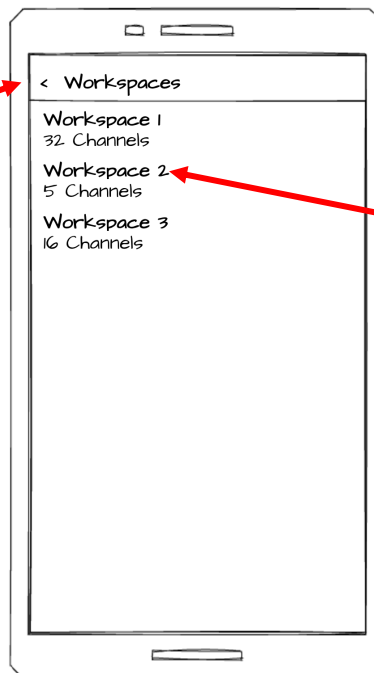 < Workspaces
Workspace 1
32 Channels
Workspace 2
5 Channels
Workspace 3
16 Channels